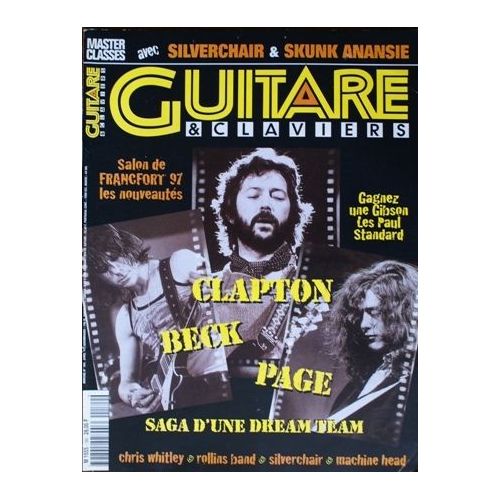 MASTER
CLASSES
avec SILVERCHAIR & SKUNK ANANSIE
GUITARE
GUITARE
& CLAVIERS
Salon de
FRANCFORT 97
les nouveautés
Gagnez
une Gibson
Les Paul
Standard
CLAPTON
BECK
PAGE
SAGA D'UNE DREAM TEAM
chris whitley rollins band silverchair machine head